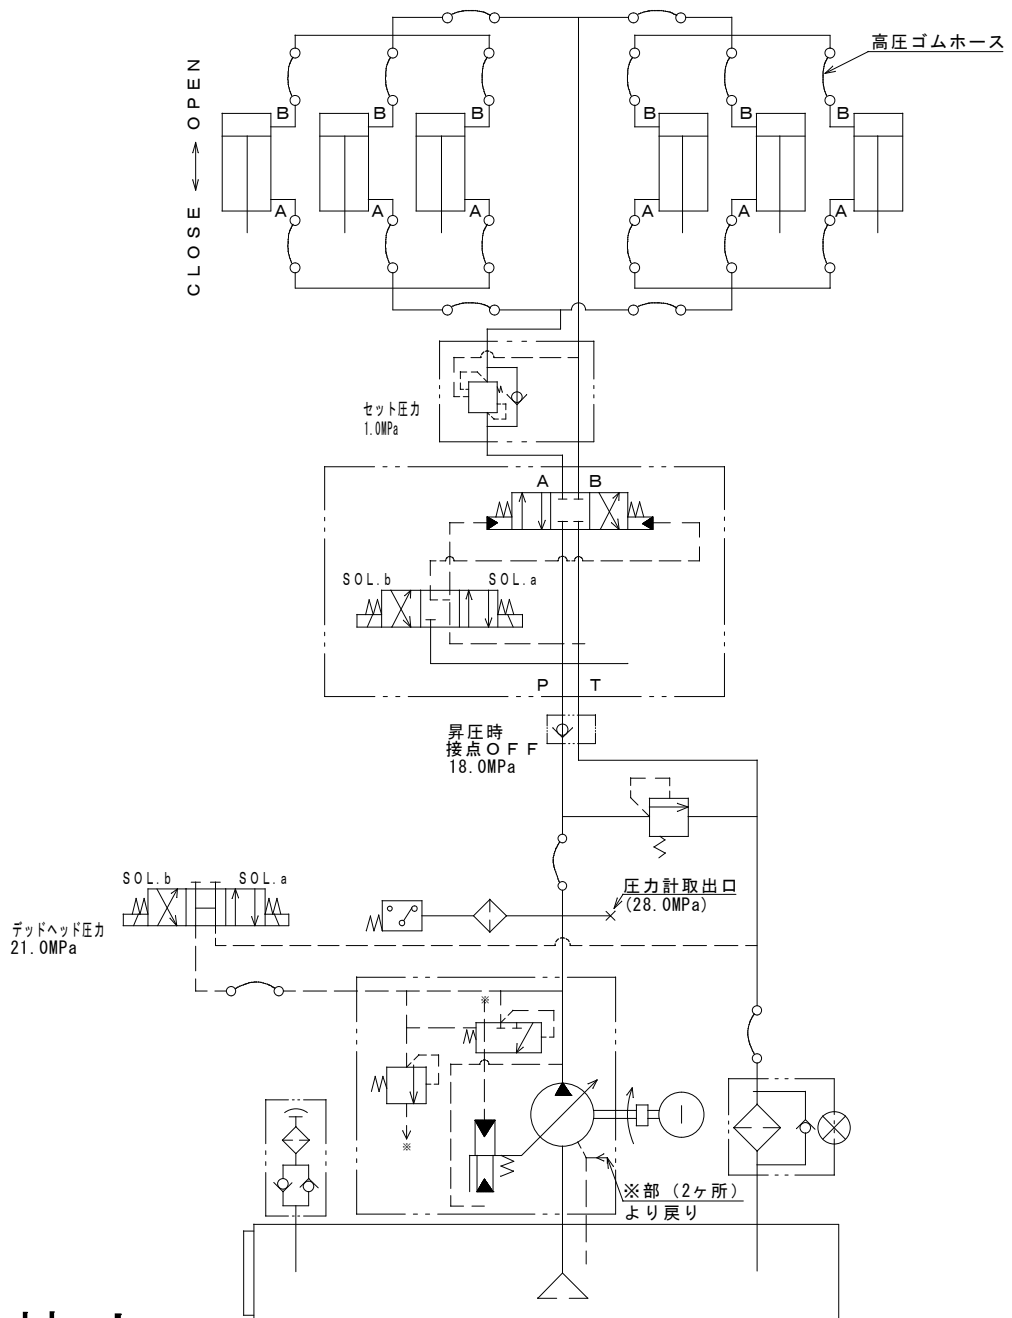 高圧ゴムホース
CLOSE ↔ OPEN
B
B
B
B
B
B
A
A
A
A
A
A
セット圧力
1.0MPa
A
B
SOL.b
SOL.a
P
T
昇圧時
接点OFF
18.0MPa
SOL.b
SOL.a
圧力計取出口
(28.0MPa)
デッドヘッド圧力
21.0MPa
※
※
※部（2ヶ所）
より戻り